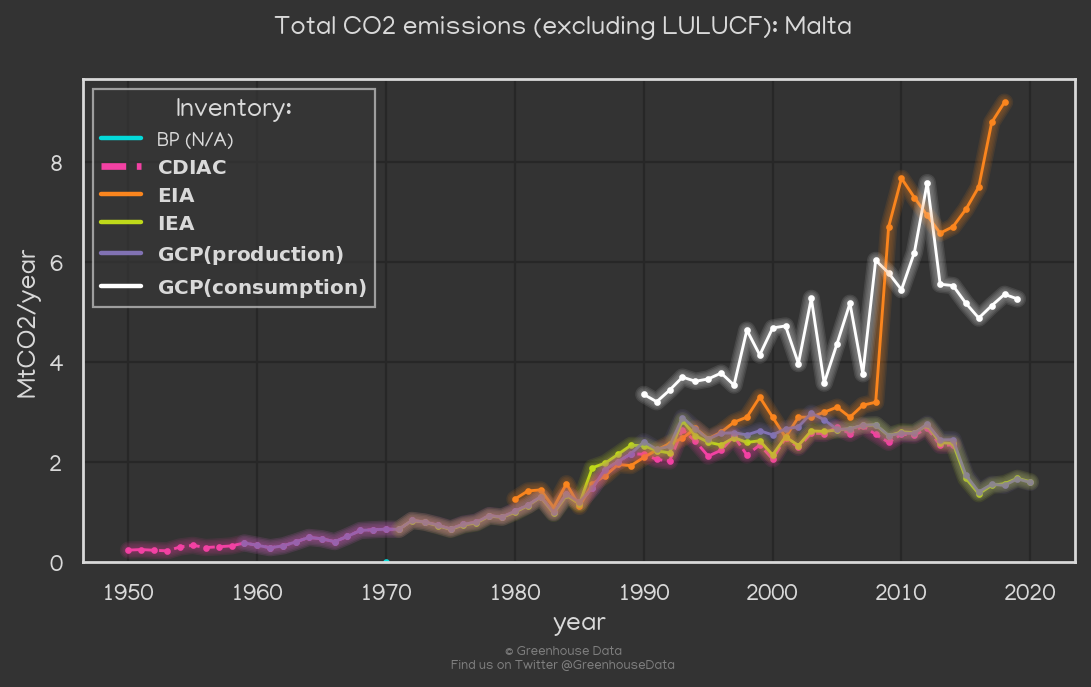 Total CO2 emissions (excluding LULUCF): Malta
Inventory:
BP (N/A)
CDIAC
EIA
IEA
GCP(production)
GCP(consumption)
MtCO2/year
8
6
4
2
0
1950 1960 1970 1980 1990 2000 2010 2020
year
© Greenhouse Data
Find us on Twitter @GreenhouseData